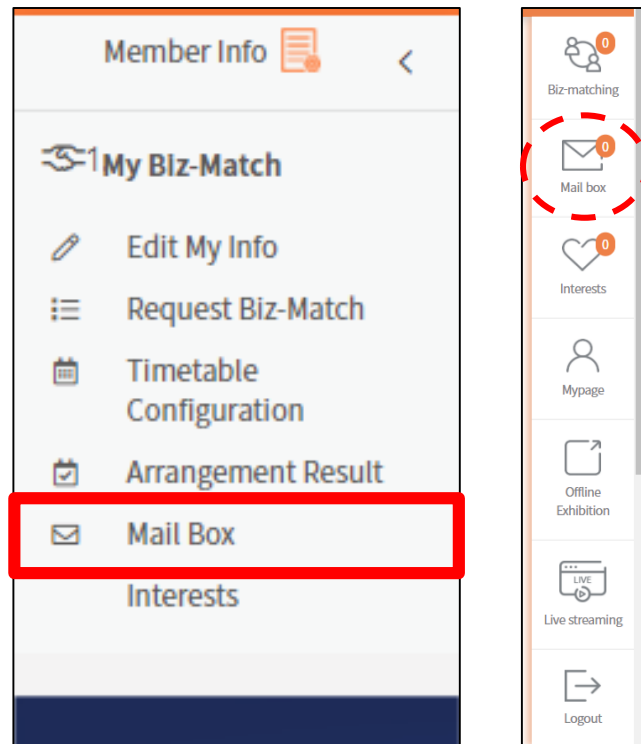 Member Info
1 My Biz-Match
Edit My Info
Request Biz-Match
Timetable
Configuration
Arrangement Result
Mail Box
Interests
0
Biz-matching
0
Mail box
0
Interests
Mypage
Offline
Exhibition
LIVE
Live streaming
Logout